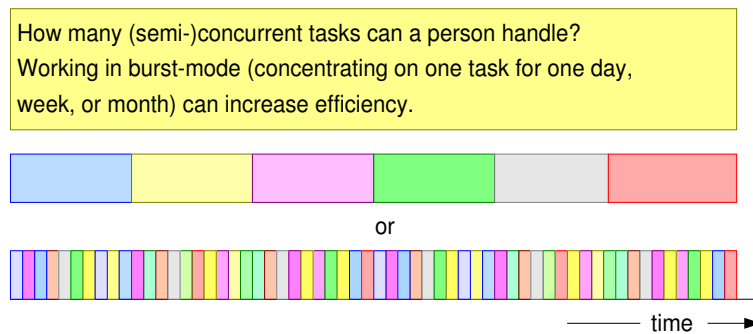 How many (semi-)concurrent tasks can a person handle?
Working in burst-mode (concentrating on one task for one day,
week, or month) can increase efficiency.
or
time